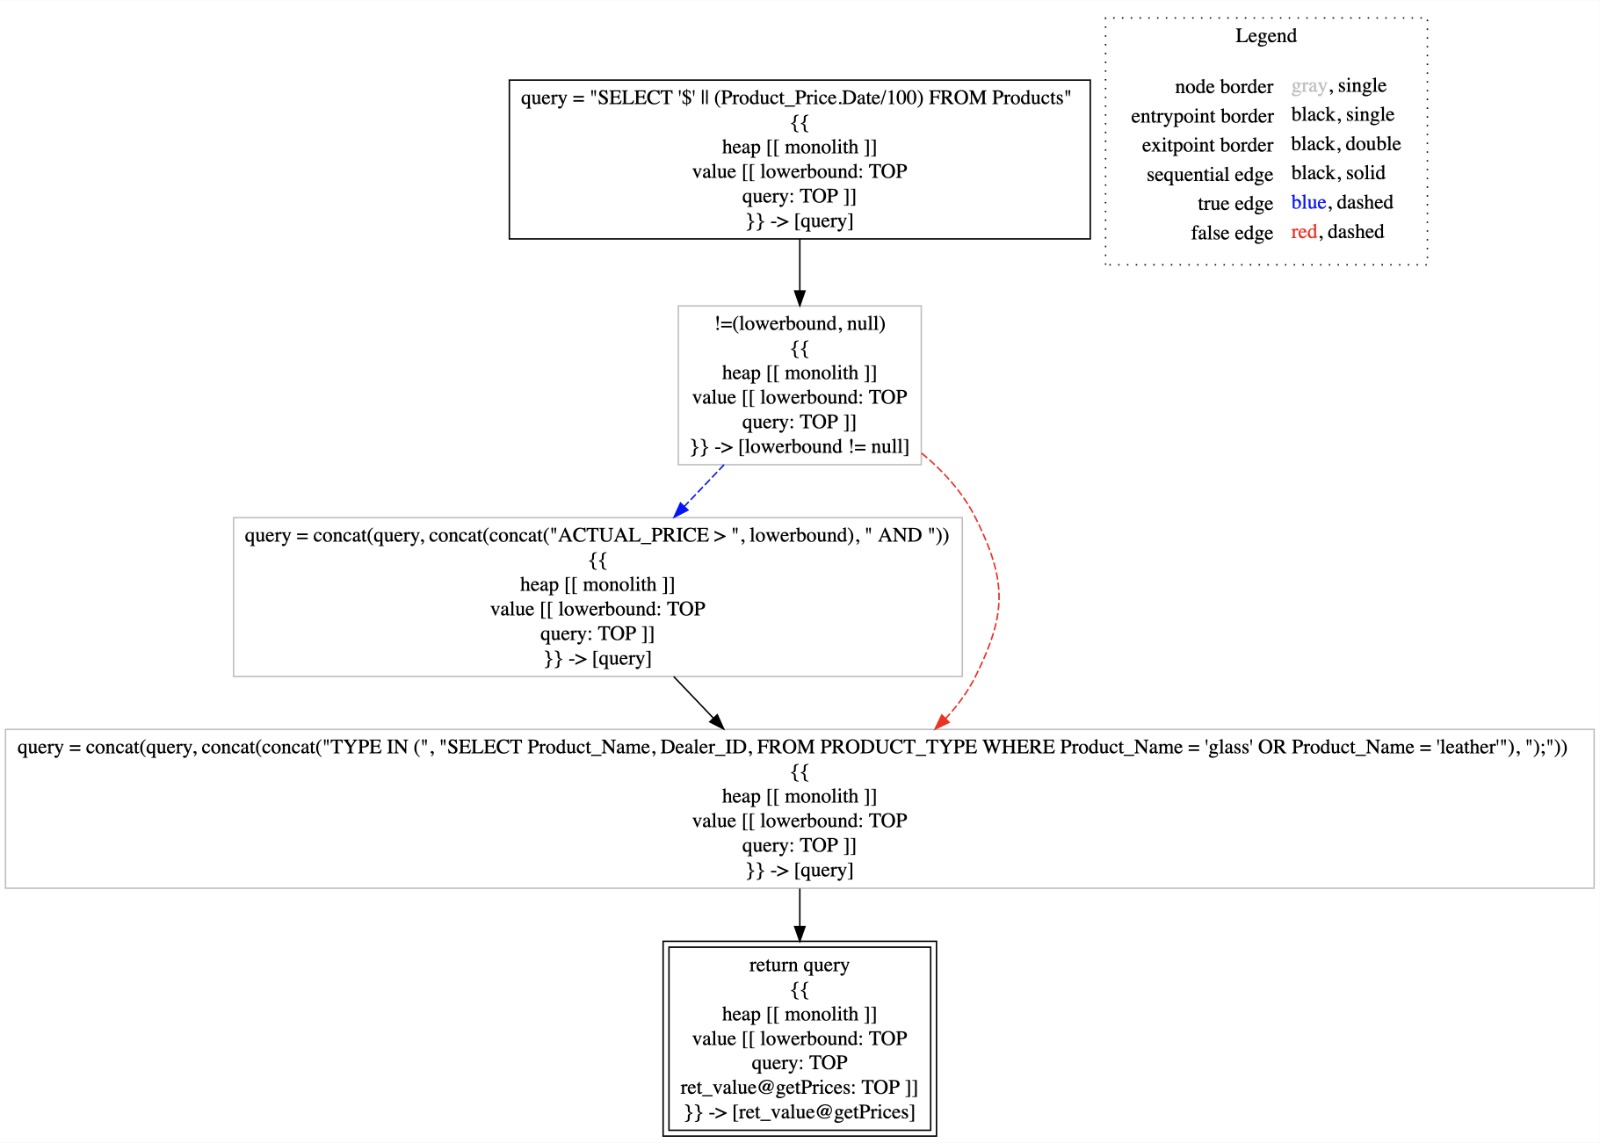 Legend
node border gray, single
entrypoint border black, single
exitpoint border black, double
sequential edge black, solid
true edge blue, dashed
false edge red, dashed
query = "SELECT '$' || (Product_Price.Date/100) FROM Products"
{{
heap [[ monolith ]]
value [[ lowerbound: TOP
query: TOP ]]
}} -> [query]
!=(lowerbound, null)
{{
heap [[ monolith ]]
value [[ lowerbound: TOP
query: TOP ]]
}} -> [lowerbound != null]
query = concat(query, concat(concat("ACTUAL_PRICE > ", lowerbound), " AND "))
{{
heap [[ monolith ]]
value [[ lowerbound: TOP
query: TOP ]]
}} -> [query]
query = concat(query, concat(concat("TYPE IN (", "SELECT Product_Name, Dealer_ID, FROM PRODUCT_TYPE WHERE Product_Name = 'glass' OR Product_Name = 'leather'"), ");"))
{{
heap [[ monolith ]]
value [[ lowerbound: TOP
query: TOP ]]
}} -> [query]
return query
{{
heap [[ monolith ]]
value [[ lowerbound: TOP
query: TOP
ret_value@getPrices: TOP ]]
}} -> [ret_value@getPrices]